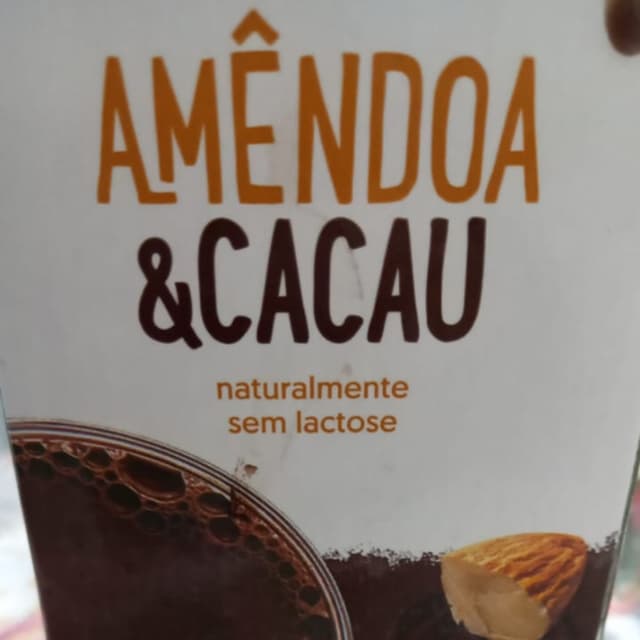 AMÊNDOA
&CACAU
naturalmente
sem lactose